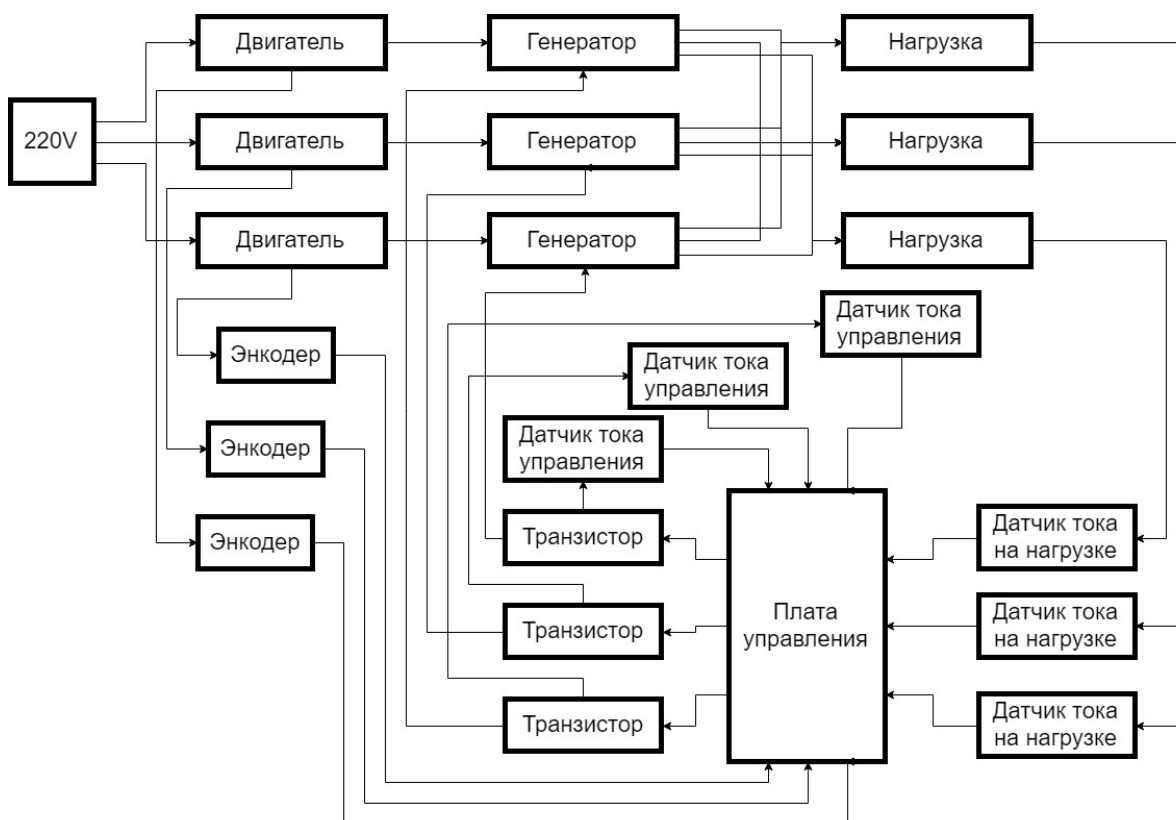 Двигатель
Генератор
Нагрузка
220V
Двигатель
Генератор
Нагрузка
Двигатель
Генератор
Нагрузка
Датчик тока
управления
Энкодер
Датчик тока
управления
Энкодер
Датчик тока
управления
Энкодер
Транзистор
Датчик тока
на нагрузке
Транзистор
Плата
управления
Датчик тока
на нагрузке
Транзистор
Датчик тока
на нагрузке